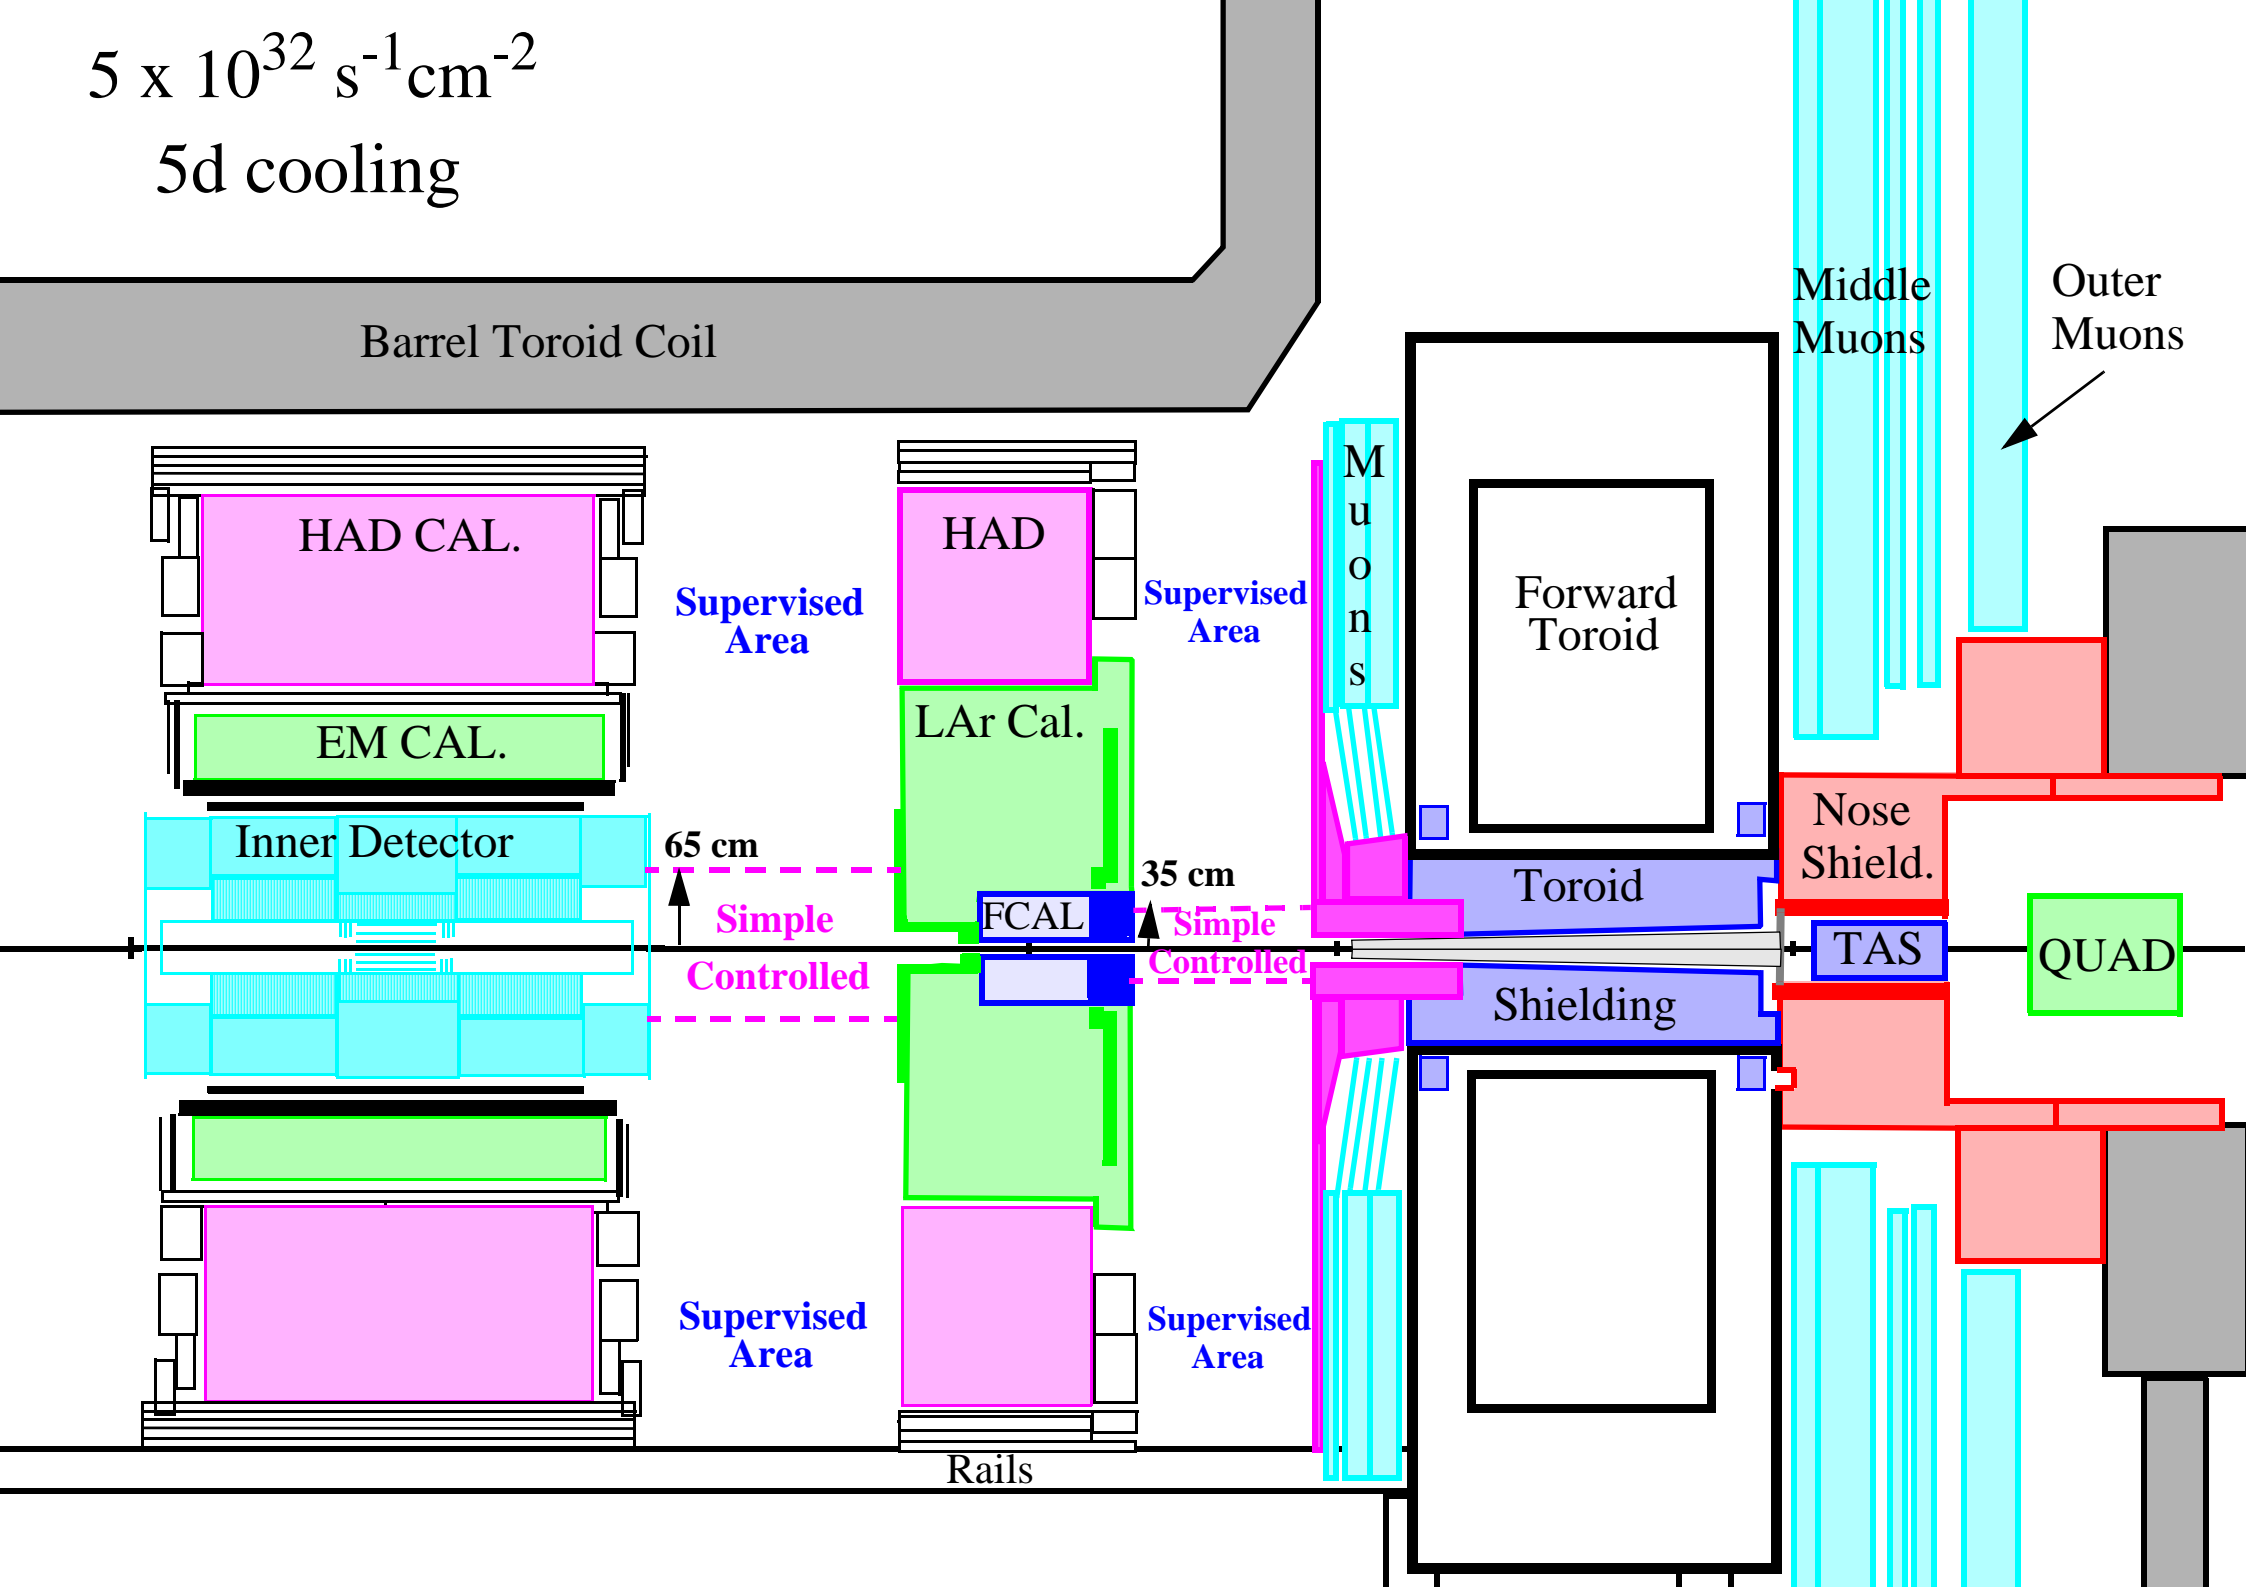 5 x 10³² s⁻¹cm⁻²
5d cooling
Barrel Toroid Coil
Middle
Muons
Outer
Muons
HAD CAL.
HAD
Muons
Supervised
Area
Supervised
Area
Forward
Toroid
EM CAL.
LAr Cal.
Inner Detector
65 cm
35 cm
Nose
Shield.
Toroid
Simple
FCAL
Simple
Controlled
Controlled
TAS
QUAD
Shielding
Supervised
Area
Supervised
Area
Rails